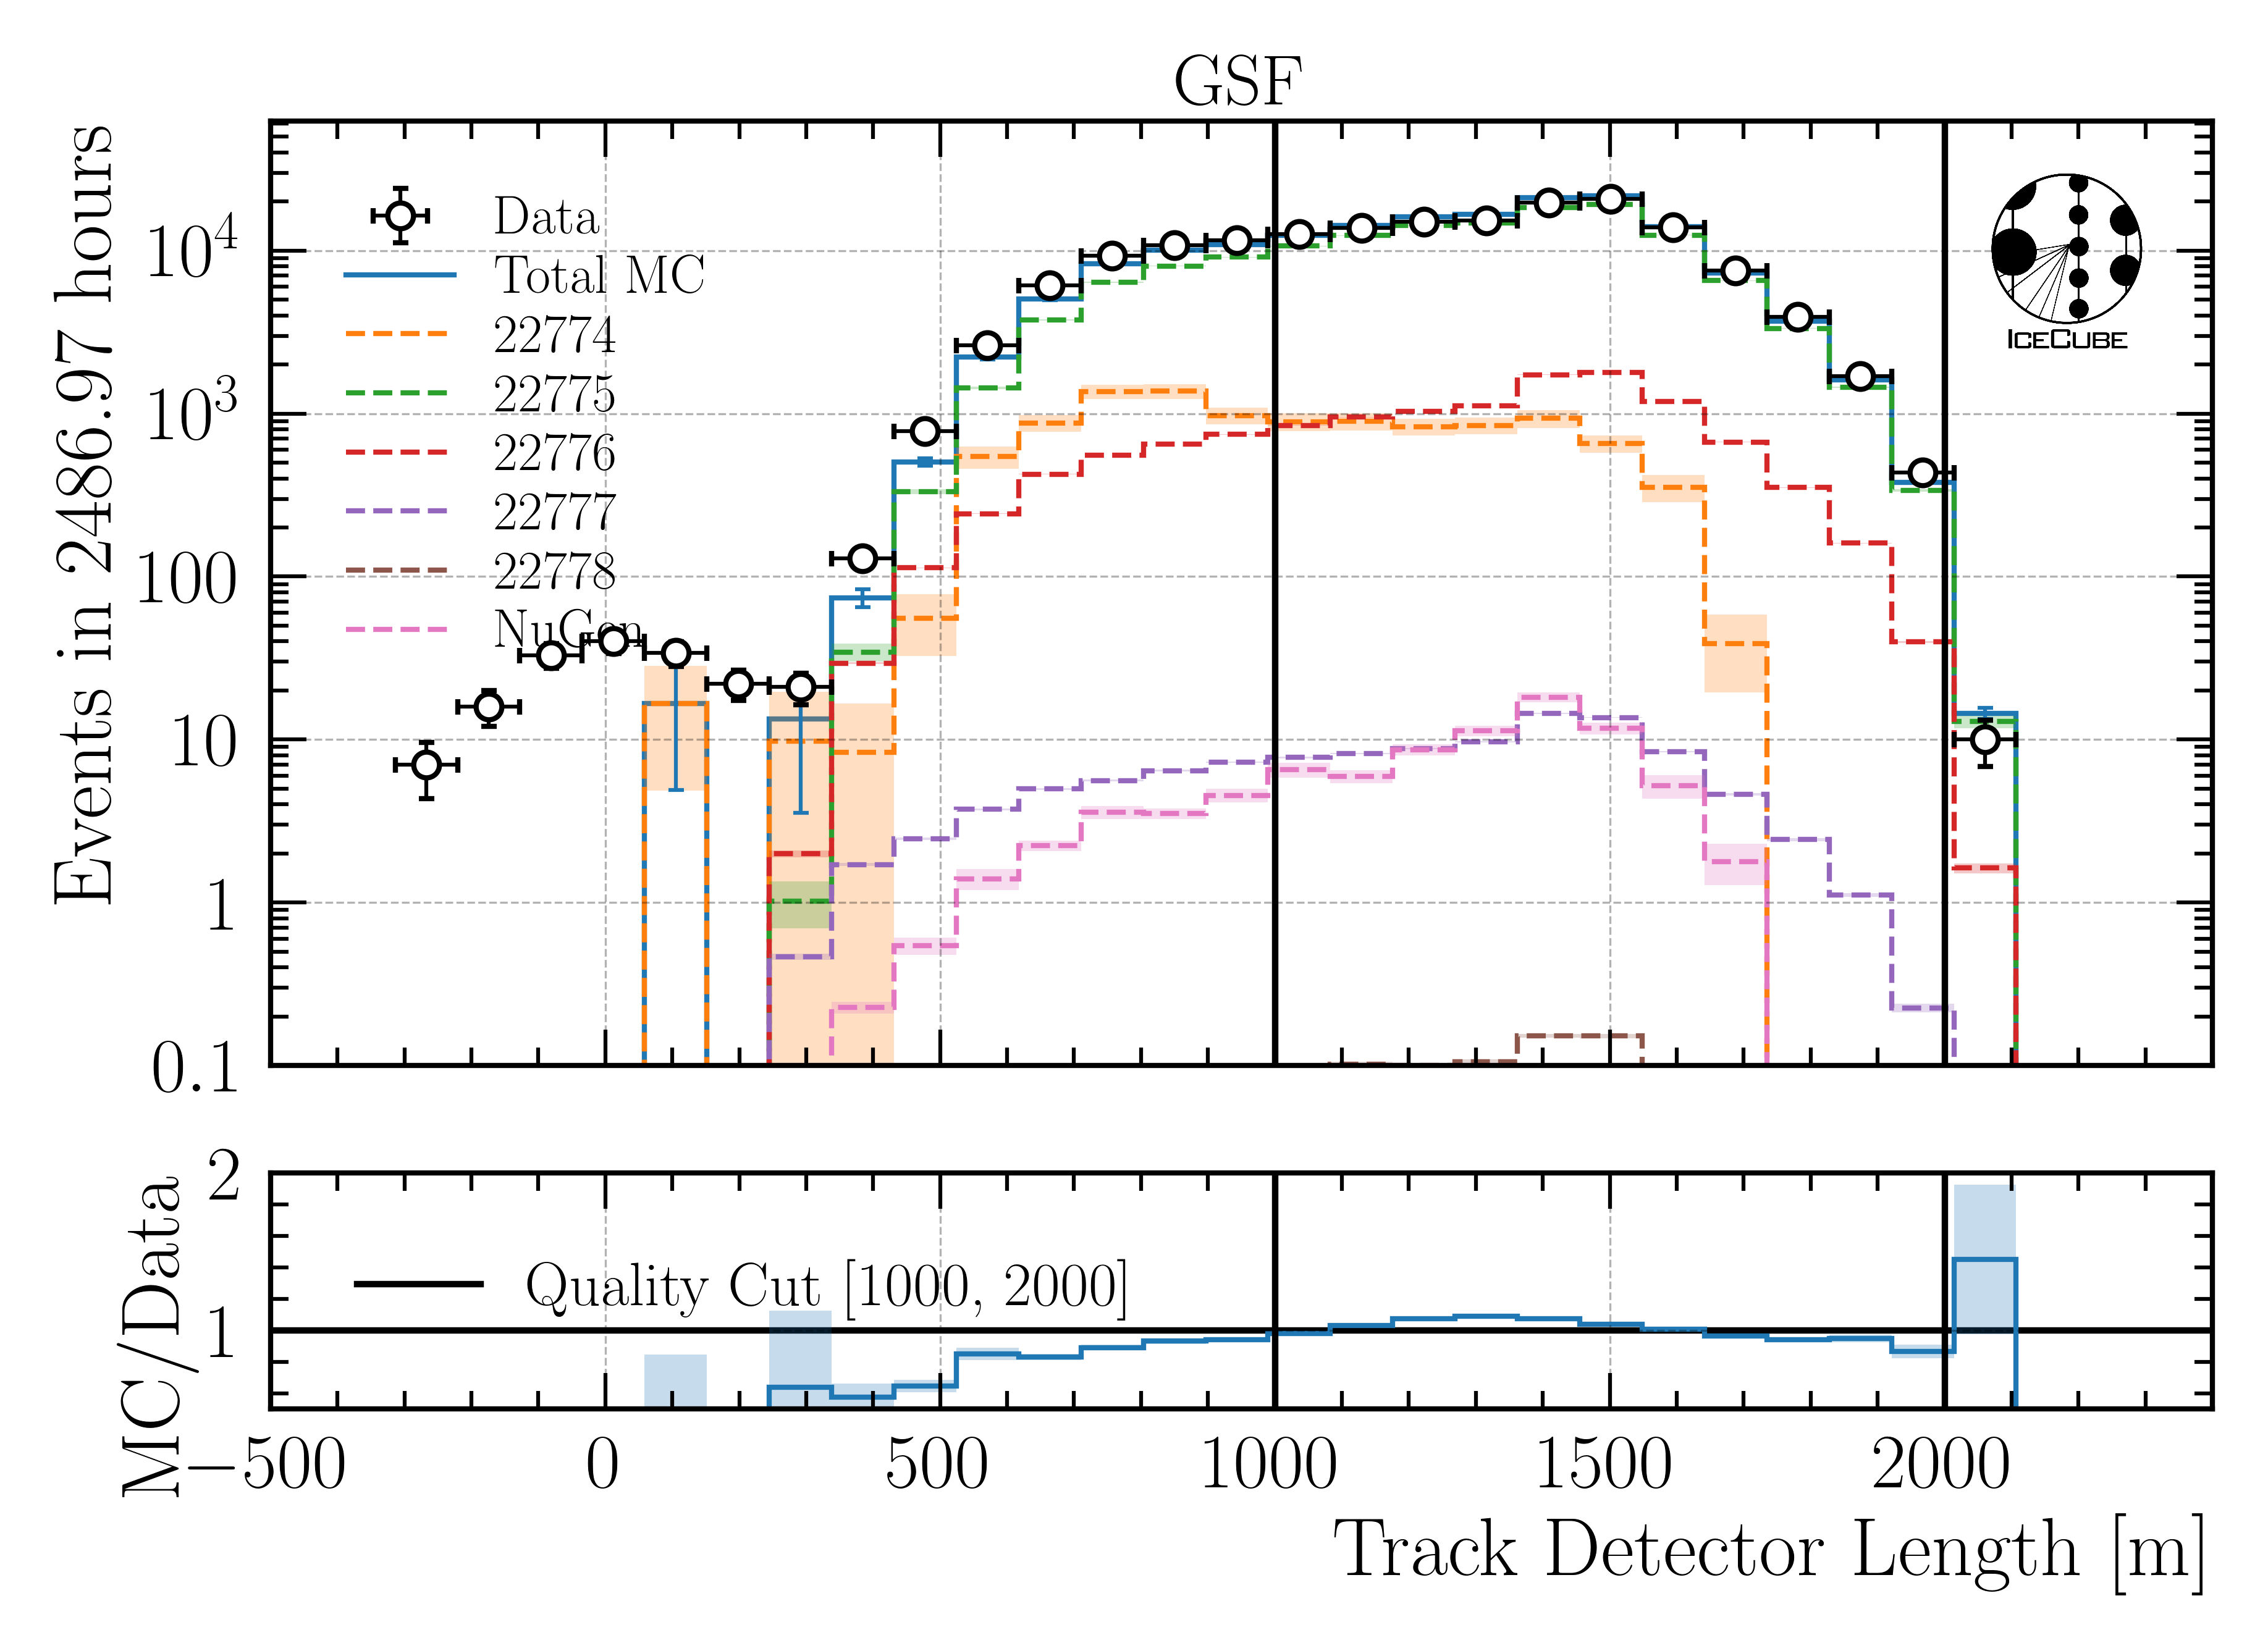 GSF
Events in 2486.97 hours
10^4
10^3
100
10
1
0.1
Data
Total MC
22774
22775
22776
22777
22778
NuGen
ICECUBE
MC/Data
2
1
Quality Cut [1000, 2000]
−500 0 500 1000 1500 2000
Track Detector Length [m]